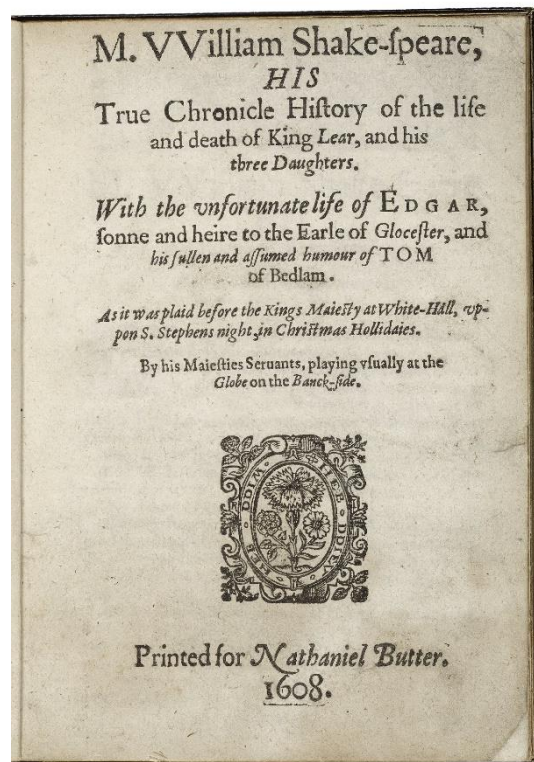 M. VVilliam Shake-ſpeare,
HIS
True Chronicle Hiſtory of the life
and death of King Lear, and his
three Daughters.
With the vnfortunate life of EDGAR,
ſonne and heire to the Earle of Gloceſter, and
his ſullen and aſſumed humour of TOM
of Bedlam.
As it was plaid before the Kings Maieſty at White-Hall, vp-
pon S. Stephens night, in Chriſtmas Hollidaies.
By his Maieſties Seruants, playing vſually at the
Globe on the Banck-ſide.
HEB DDIM HEB DDIEV
Printed for Nathaniel Butter.
1608.